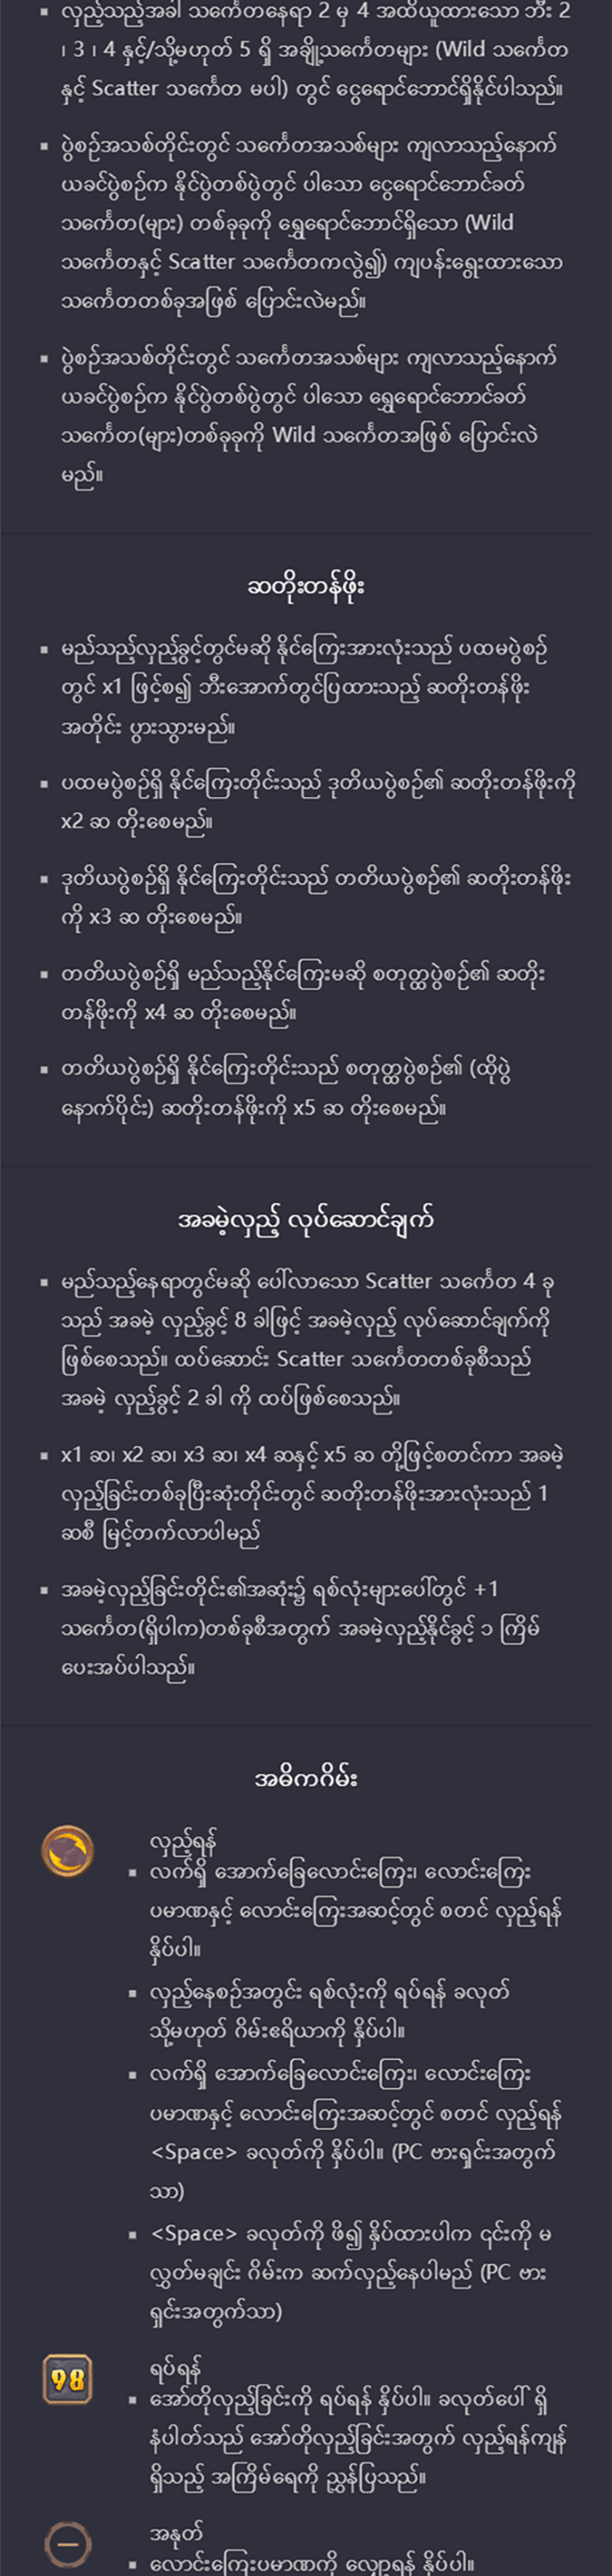 လှည့်သည့်အခါ သင်္ကေတနေရာ 2 မှ 4 အထိယူထားသော ဘီး 2
၊ 3 ၊ 4 နှင့်/သို့မဟုတ် 5 ရှိ အချို့သင်္ကေတများ (Wild သင်္ကေတ
နှင့် Scatter သင်္ကေတ မပါ) တွင် ငွေရောင်ဘောင်ရှိနိုင်ပါသည်။
ပွဲစဉ်အသစ်တိုင်းတွင် သင်္ကေတအသစ်များ ကျလာသည့်နောက်
ယခင်ပွဲစဉ်က နိုင်ပွဲတစ်ပွဲတွင် ပါသော ငွေရောင်ဘောင်ခတ်
သင်္ကေတ(များ) တစ်ခုခုကို ရွှေရောင်ဘောင်ရှိသော (Wild
သင်္ကေတနှင့် Scatter သင်္ကေတကလွဲ၍) ကျပန်းရွေးထားသော
သင်္ကေတတစ်ခုအဖြစ် ပြောင်းလဲမည်။
ပွဲစဉ်အသစ်တိုင်းတွင် သင်္ကေတအသစ်များ ကျလာသည့်နောက်
ယခင်ပွဲစဉ်က နိုင်ပွဲတစ်ပွဲတွင် ပါသော ရွှေရောင်ဘောင်ခတ်
သင်္ကေတ(များ)တစ်ခုခုကို Wild သင်္ကေတအဖြစ် ပြောင်းလဲ
မည်။
ဆတိုးတန်ဖိုး
မည်သည့်လှည့်ခွင့်တွင်မဆို နိုင်ကြေးအားလုံးသည် ပထမပွဲစဉ်
တွင် x1 ဖြင့်စ၍ ဘီးအောက်တွင်ပြထားသည့် ဆတိုးတန်ဖိုး
အတိုင်း ပွားသွားမည်။
ပထမပွဲစဉ်ရှိ နိုင်ကြေးတိုင်းသည် ဒုတိယပွဲစဉ်၏ ဆတိုးတန်ဖိုးကို
x2 ဆ တိုးစေမည်။
ဒုတိယပွဲစဉ်ရှိ နိုင်ကြေးတိုင်းသည် တတိယပွဲစဉ်၏ ဆတိုးတန်ဖိုး
ကို x3 ဆ တိုးစေမည်။
တတိယပွဲစဉ်ရှိ မည်သည့်နိုင်ကြေးမဆို စတုတ္ထပွဲစဉ်၏ ဆတိုး
တန်ဖိုးကို x4 ဆ တိုးစေမည်။
တတိယပွဲစဉ်ရှိ နိုင်ကြေးတိုင်းသည် စတုတ္ထပွဲစဉ်၏ (ထိုပွဲ
နောက်ပိုင်း) ဆတိုးတန်ဖိုးကို x5 ဆ တိုးစေမည်။
အခမဲ့လှည့် လုပ်ဆောင်ချက်
မည်သည့်နေရာတွင်မဆို ပေါ်လာသော Scatter သင်္ကေတ 4 ခု
သည် အခမဲ့ လှည့်ခွင့် 8 ခါဖြင့် အခမဲ့လှည့် လုပ်ဆောင်ချက်ကို
ဖြစ်စေသည်။ ထပ်ဆောင်း Scatter သင်္ကေတတစ်ခုစီသည်
အခမဲ့ လှည့်ခွင့် 2 ခါ ကို ထပ်ဖြစ်စေသည်။
x1 ဆ၊ x2 ဆ၊ x3 ဆ၊ x4 ဆနှင့် x5 ဆ တို့ဖြင့်စတင်ကာ အခမဲ့
လှည့်ခြင်းတစ်ခုပြီးဆုံးတိုင်းတွင် ဆတိုးတန်ဖိုးအားလုံးသည် 1
ဆစီ မြင့်တက်လာပါမည်
အခမဲ့လှည့်ခြင်းတိုင်း၏အဆုံး၌ ရစ်လုံးများပေါ်တွင် +1
သင်္ကေတ(ရှိပါက)တစ်ခုစီအတွက် အခမဲ့လှည့်နိုင်ခွင့် ၁ ကြိမ်
ပေးအပ်ပါသည်။
အဓိကဂိမ်း
လှည့်ရန်
လက်ရှိ အောက်ခြေလောင်းကြေး၊ လောင်းကြေး
ပမာဏနှင့် လောင်းကြေးအဆင့်တွင် စတင် လှည့်ရန်
နှိပ်ပါ။
လှည့်နေစဉ်အတွင်း ရစ်လုံးကို ရပ်ရန် ခလုတ်
သို့မဟုတ် ဂိမ်းဧရိယာကို နှိပ်ပါ။
လက်ရှိ အောက်ခြေလောင်းကြေး၊ လောင်းကြေး
ပမာဏနှင့် လောင်းကြေးအဆင့်တွင် စတင် လှည့်ရန်
<Space> ခလုတ်ကို နှိပ်ပါ။ (PC ဗားရှင်းအတွက်
သာ)
<Space> ခလုတ်ကို ဖိ၍ နှိပ်ထားပါက ၎င်းကို မ
လွှတ်မချင်း ဂိမ်းက ဆက်လှည့်နေပါမည် (PC ဗား
ရှင်းအတွက်သာ)
98
ရပ်ရန်
အော်တိုလှည့်ခြင်းကို ရပ်ရန် နှိပ်ပါ။ ခလုတ်ပေါ် ရှိ
နံပါတ်သည် အော်တိုလှည့်ခြင်းအတွက် လှည့်ရန်ကျန်
ရှိသည့် အကြိမ်ရေကို ညွှန်ပြသည်။
အနုတ်
လောင်းကြေးပမာဏကို လျှော့ရန် နှိပ်ပါ။